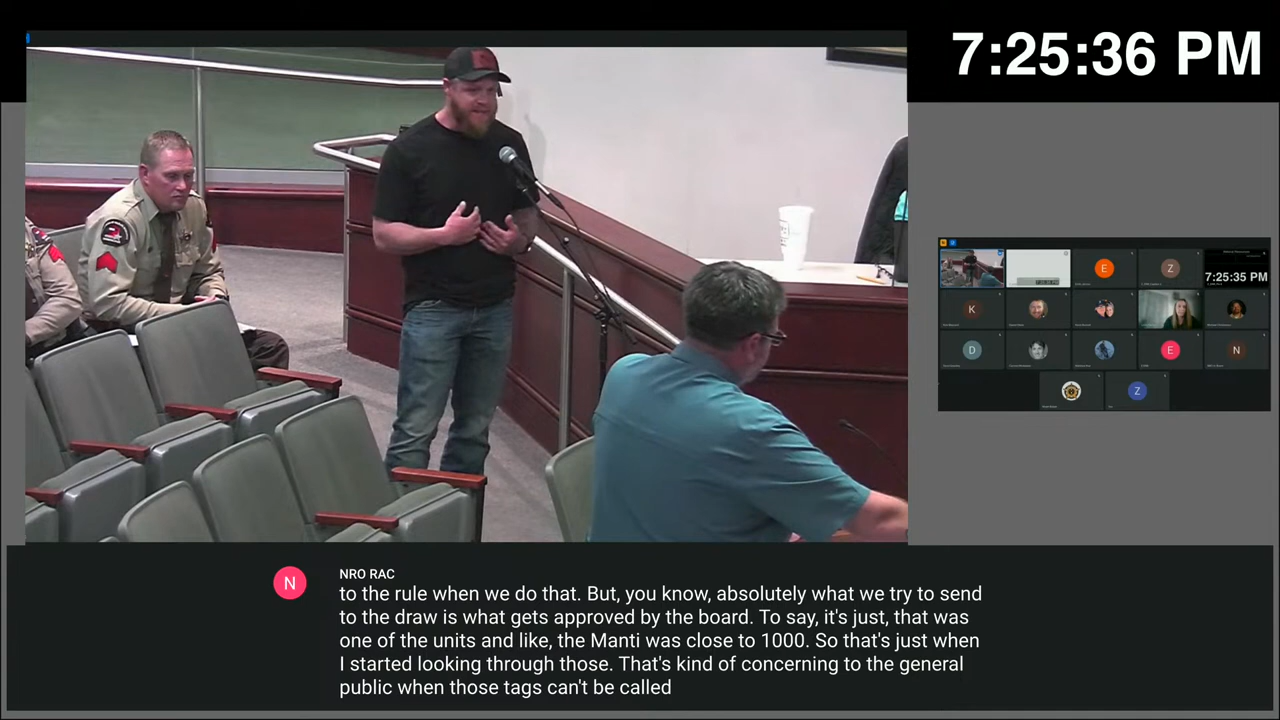 7:25:36 PM
7:25:35 PM
E
Z
K
D
E
N
Z
N
NRO RAC
to the rule when we do that. But, you know, absolutely what we try to send
to the draw is what gets approved by the board. To say, it's just, that was
one of the units and like, the Manti was close to 1000. So that's just when
I started looking through those. That's kind of concerning to the general
public when those tags can't be called